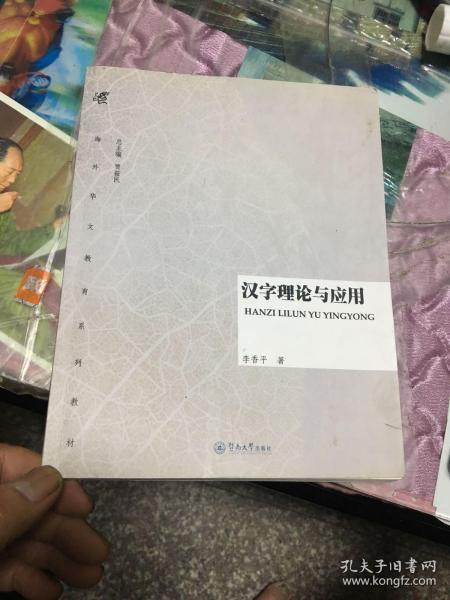 总主编 贾益民
海外华文教育系列教材
汉字理论与应用
HANZI LILUN YU YINGYONG
李香平 著
暨南大学出版社
孔夫子旧书网
www.kongfz.com